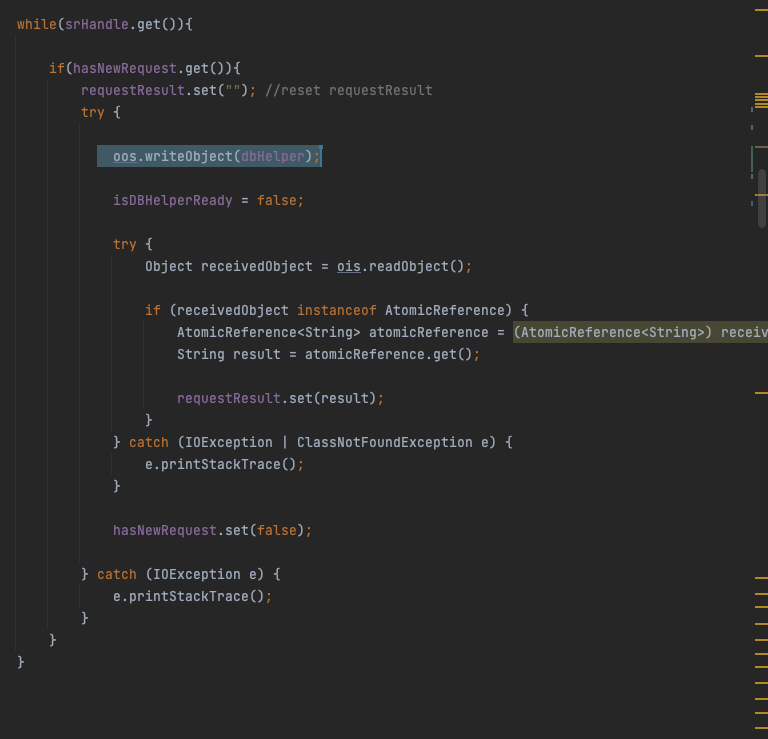 while(srHandle.get()){
if(hasNewRequest.get()){
requestResult.set(""); //reset requestResult
try {
oos.writeObject(dbHelper);
isDBHelperReady = false;
try {
Object receivedObject = ois.readObject();
if (receivedObject instanceof AtomicReference) {
AtomicReference<String> atomicReference = (AtomicReference<String>) receiv
String result = atomicReference.get();
requestResult.set(result);
}
} catch (IOException | ClassNotFoundException e) {
e.printStackTrace();
}
hasNewRequest.set(false);
} catch (IOException e) {
e.printStackTrace();
}
}
}